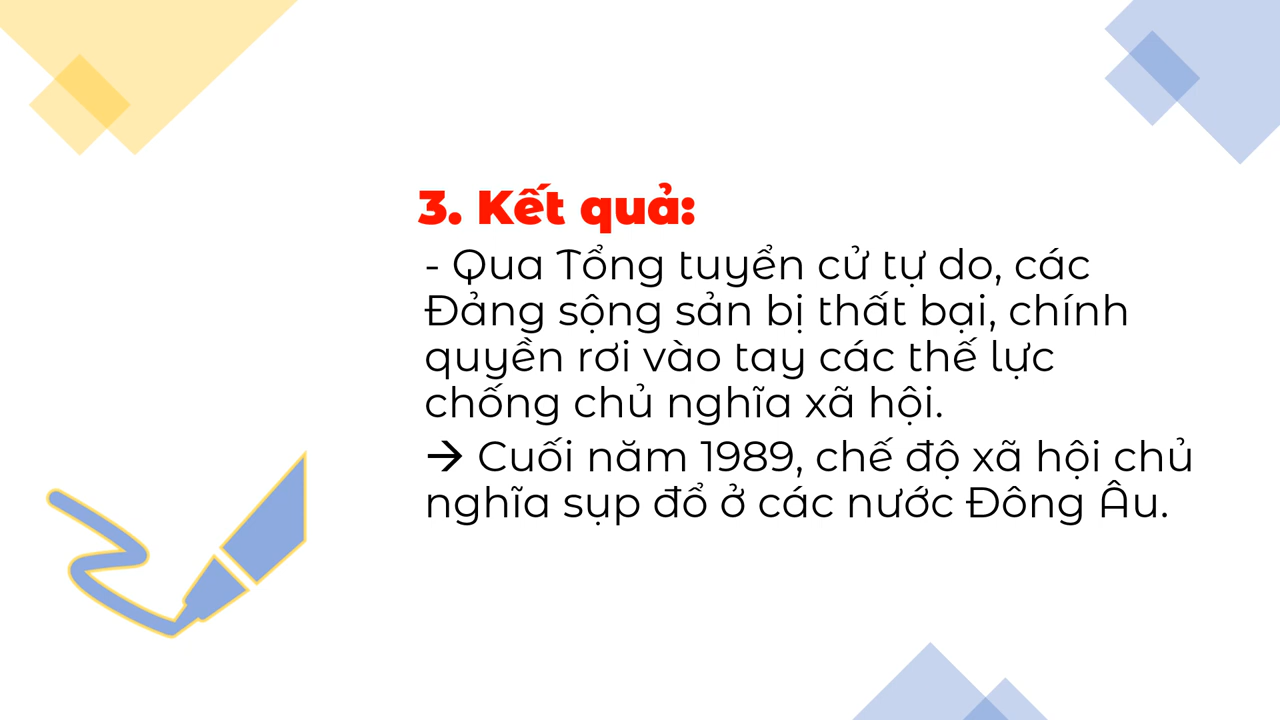 3. Kết quả:
- Qua Tổng tuyển cử tự do, các
Đảng sộng sản bị thất bại, chính
quyền rơi vào tay các thế lực
chống chủ nghĩa xã hội.
→ Cuối năm 1989, chế độ xã hội chủ
nghĩa sụp đổ ở các nước Đông Âu.